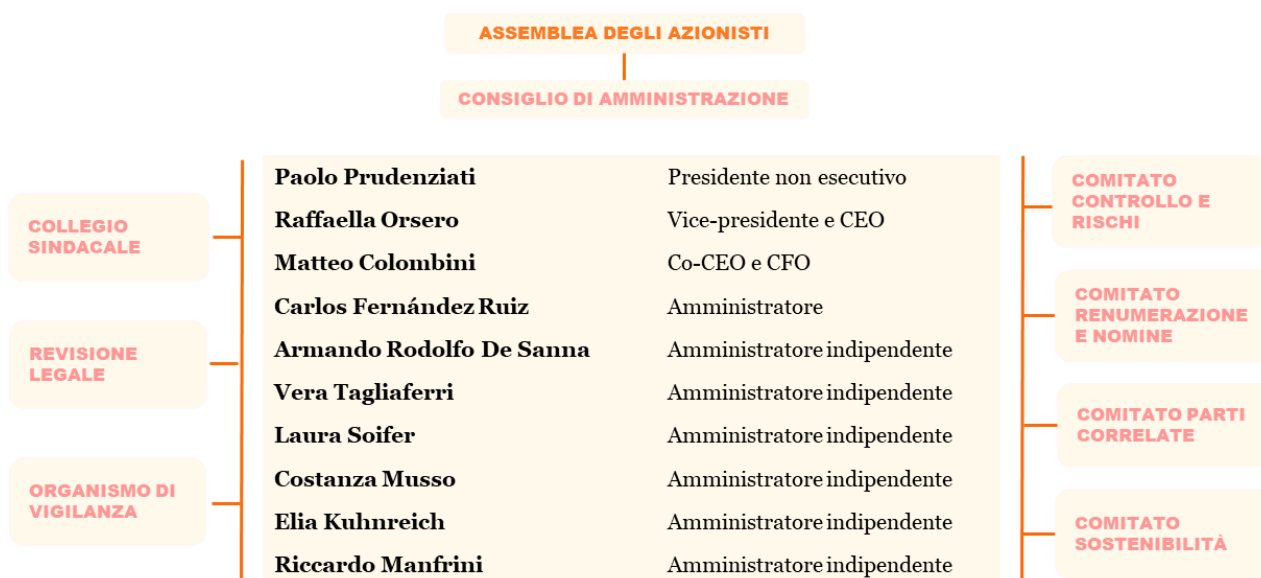 ASSEMBLEA DEGLI AZIONISTI
CONSIGLIO DI AMMINISTRAZIONE
COLLEGIO
SINDACALE
REVISIONE
LEGALE
ORGANISMO DI
VIGILANZA
Paolo Prudenziati Presidente non esecutivo
Raffaella Orsero Vice-presidente e CEO
Matteo Colombini Co-CEO e CFO
Carlos Fernández Ruiz Amministratore
Armando Rodolfo De Sanna Amministratore indipendente
Vera Tagliaferri Amministratore indipendente
Laura Soifer Amministratore indipendente
Costanza Musso Amministratore indipendente
Elia Kuhnreich Amministratore indipendente
Riccardo Manfrini Amministratore indipendente
COMITATO
CONTROLLO E
RISCHI
COMITATO
RENUMERAZIONE
E NOMINE
COMITATO PARTI
CORRELATE
COMITATO
SOSTENIBILITÀ